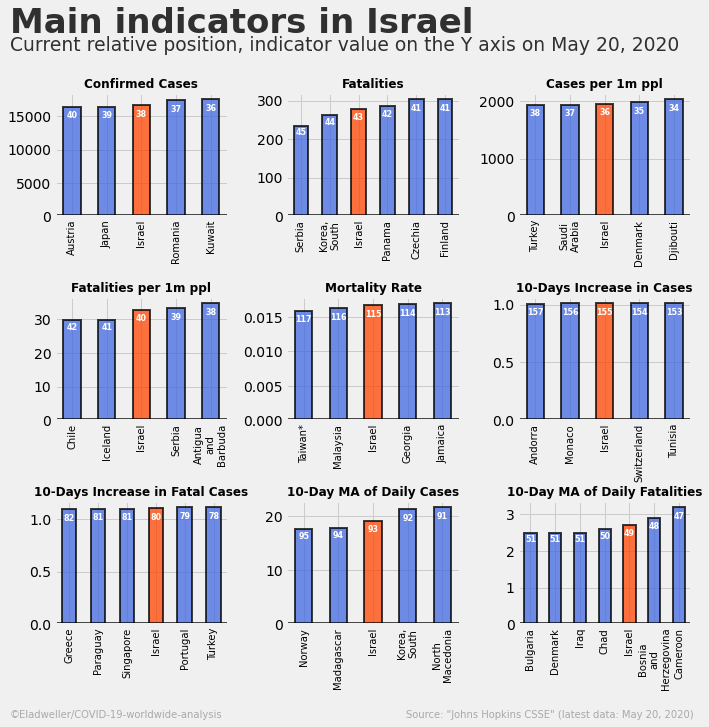 Main indicators in Israel
Current relative position, indicator value on the Y axis on May 20, 2020
Confirmed Cases
15000
10000
5000
0
40
39
38
37
36
Austria
Japan
Israel
Romania
Kuwait
Fatalities
300
200
100
0
45
44
43
42
41
41
Serbia
Korea,
South
Israel
Panama
Czechia
Finland
Cases per 1m ppl
2000
1000
0
38
37
36
35
34
Turkey
Saudi
Arabia
Israel
Denmark
Djibouti
Fatalities per 1m ppl
30
20
10
0
42
41
40
39
38
Chile
Iceland
Israel
Serbia
Antigua
and
Barbuda
Mortality Rate
0.015
0.010
0.005
0.000
117
116
115
114
113
Taiwan*
Malaysia
Israel
Georgia
Jamaica
10-Days Increase in Cases
1.0
0.5
0.0
157
156
155
154
153
Andorra
Monaco
Israel
Switzerland
Tunisia
10-Days Increase in Fatal Cases
1.0
0.5
0.0
82
81
81
80
79
78
Greece
Paraguay
Singapore
Israel
Portugal
Turkey
10-Day MA of Daily Cases
20
10
0
95
94
93
92
91
Norway
Madagascar
Israel
Korea,
South
North
Macedonia
10-Day MA of Daily Fatalities
3
2
1
0
51
51
51
50
49
48
47
Bulgaria
Denmark
Iraq
Chad
Israel
Bosnia
and
Herzegovina
Cameroon
©Eladweller/COVID-19-worldwide-analysis
Source: "Johns Hopkins CSSE" (latest data: May 20, 2020)